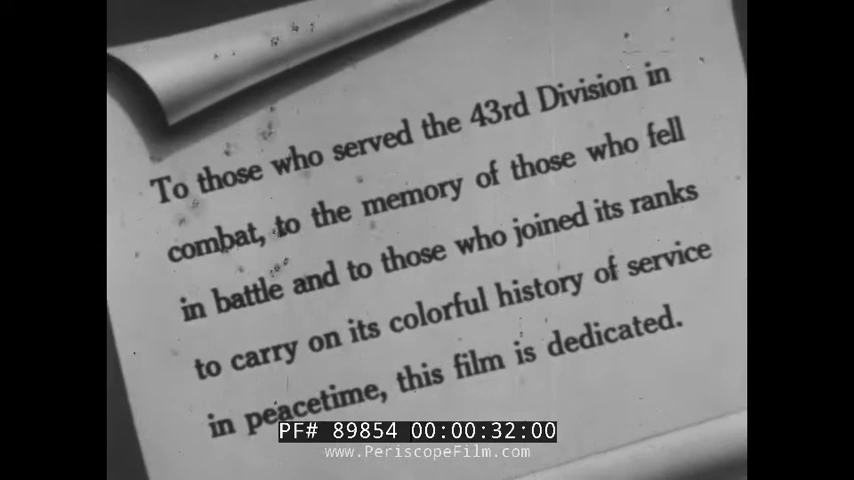 To those who served the 43rd Division in
combat, to the memory of those who fell
in battle and to those who joined its ranks
to carry on its colorful history of service
in peacetime, this film is dedicated.
PF# 89854 00:00:32:00
www.PeriscopeFilm.com